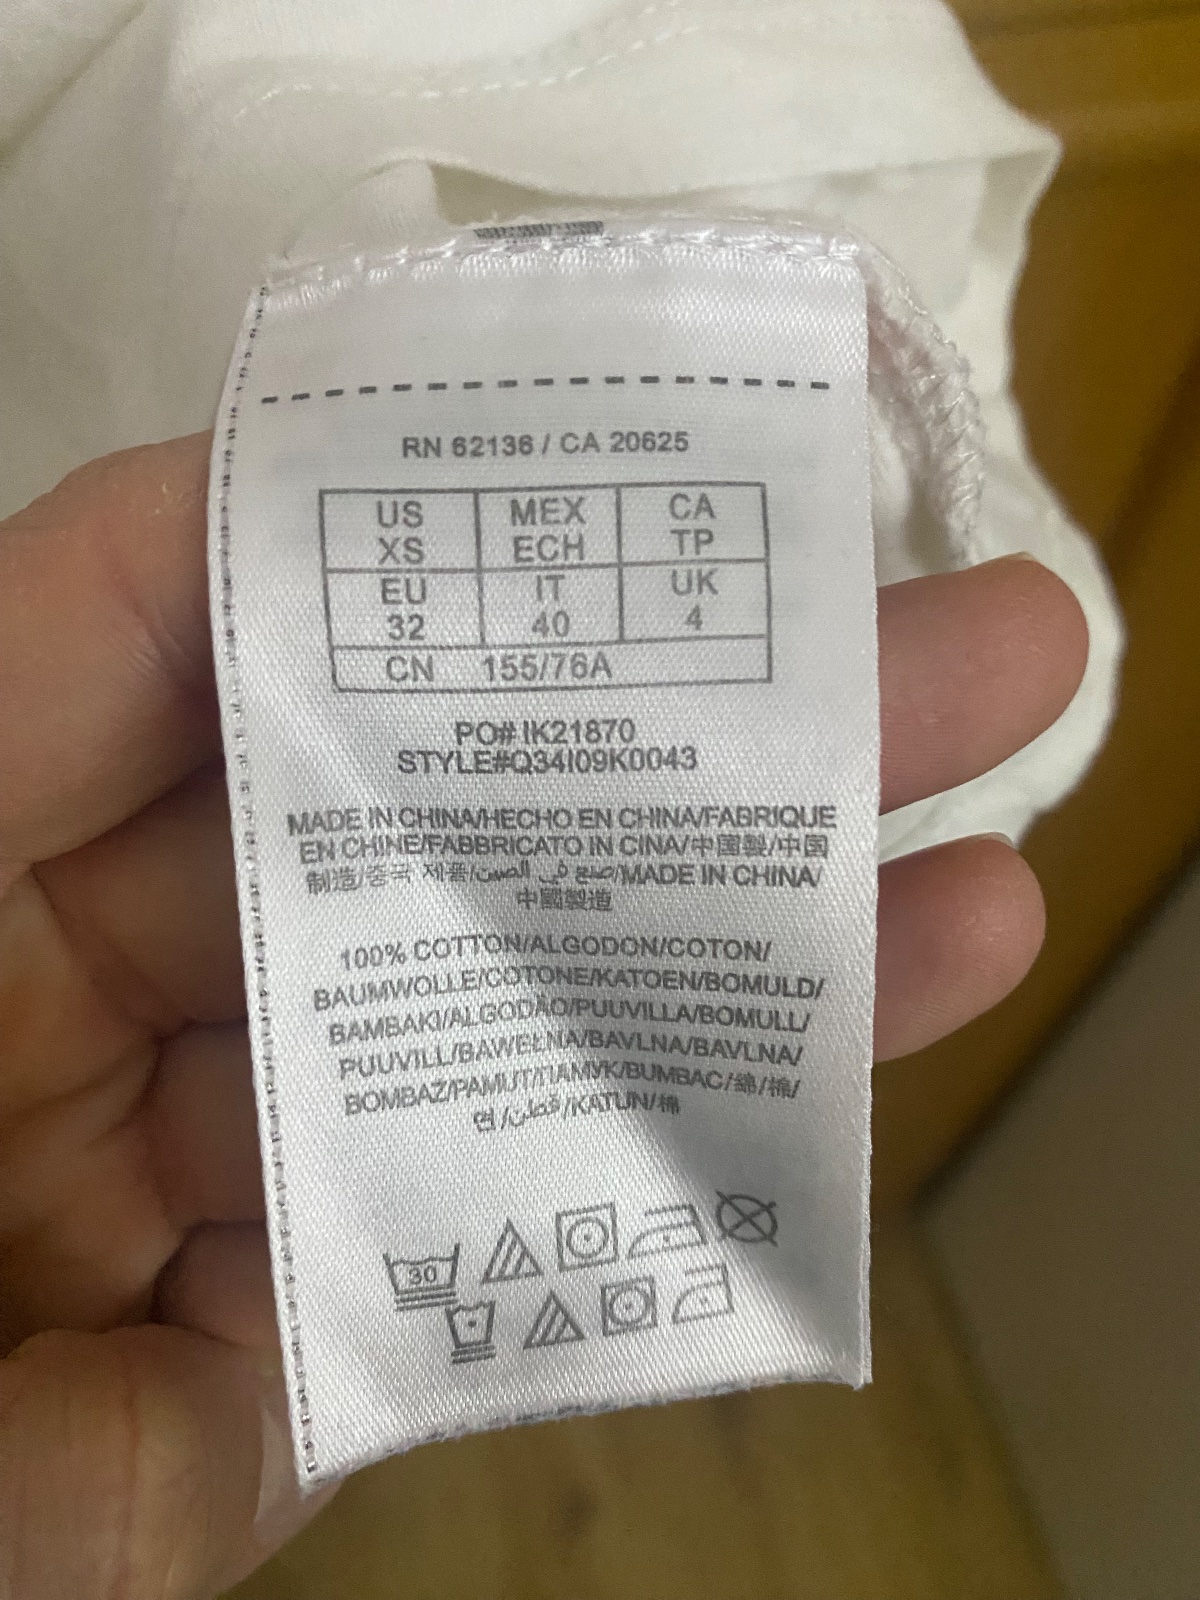 RN 62136 / CA 20625
US MEX CA
XS ECH TP
EU IT UK
32 40 4
CN 155/76A
PO# IK21870
STYLE#Q34I09K0043
MADE IN CHINA/HECHO EN CHINA/FABRIQUE
EN CHINE/FABBRICATO IN CINA/中国製/中国
制造/중국 제품/صنع في الصين/MADE IN CHINA/
中國製造
100% COTTON/ALGODON/COTON/
BAUMWOLLE/COTONE/KATOEN/BOMULD/
BAMBAKI/ALGODÃO/PUUVILLA/BOMULL/
PUUVILL/BAWEŁNA/BAVLNA/BAVLNA/
BOMBAZ/PAMUT/ПАМУК/BUMBAC/綿/棉/
면/قطن/KATUN/棉
30